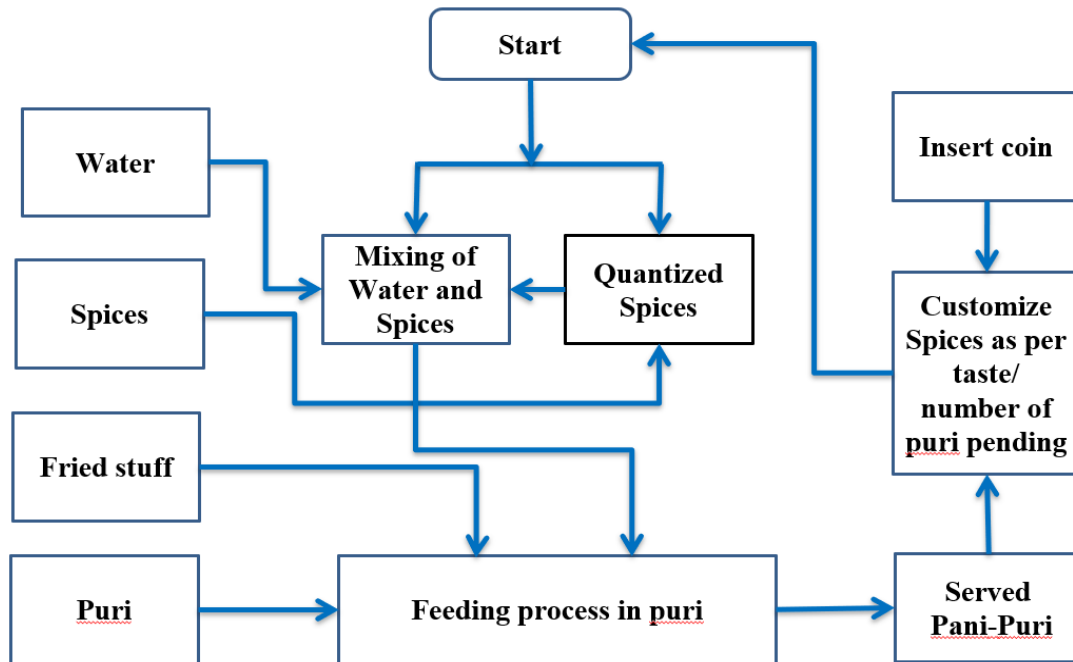 Start
Water
Insert coin
Mixing of
Water and
Spices
Quantized
Spices
Spices
Customize
Spices as per
taste/
number of
puri pending
Fried stuff
Puri
Feeding process in puri
Served
Pani-Puri